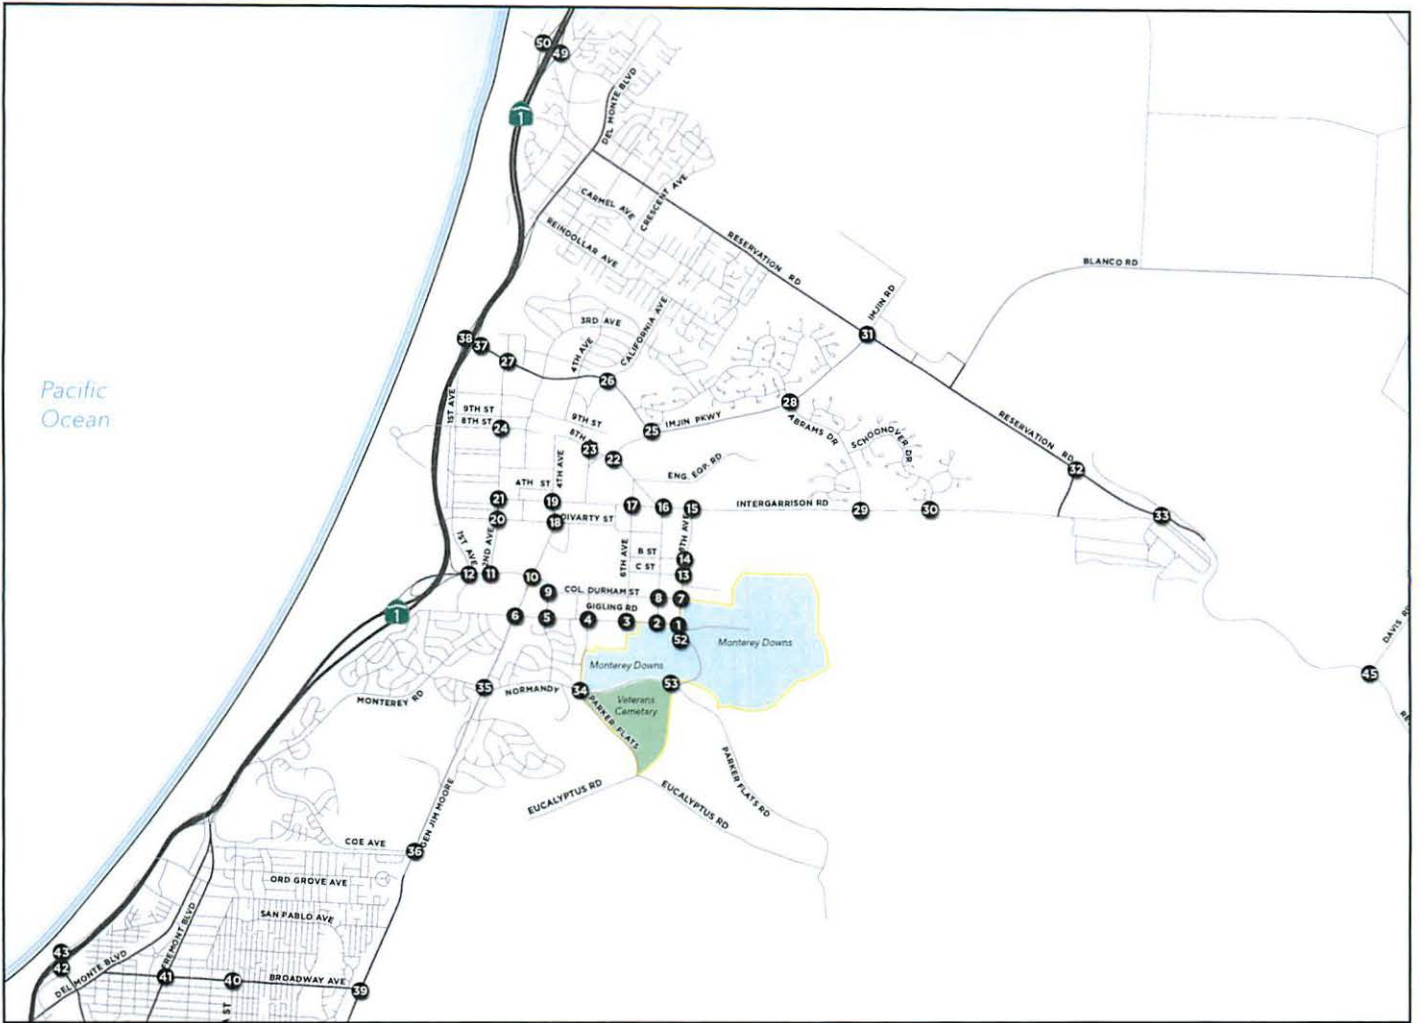 50
49
1
DEL MONTE BLVD
CARMEL AVE
CRESCENT AVE
REINDOLLAR AVE
RESERVATION RD
BLANCO RD
IMJIN RD
31
3RD AVE
CALIFORNIA AVE
4TH AVE
38
37
27
26
Pacific
Ocean
1ST AVE
9TH ST
8TH ST
24
9TH ST
8TH
23
22
25
IMJIN PKWY
28
ABRAMS DR
SCHOONOVER DR
RESERVATION RD
32
ENG. EQP. RD
4TH AVE
21
19
17
16
15
INTERGARRISON RD
29
30
33
20
18
DIVARTY ST
1ST AVE
2ND AVE
6TH AVE
B ST
C ST
14
13
12
11
10
9
COL. DURHAM ST
8
7
1
GIGLING RD
6
5
4
3
2
1
52
Monterey Downs
Monterey Downs
DAVIS R
45
35
NORMANDY
34
53
MONTEREY RD
Veterans
Cemetery
PARKER FLATS
PARKER FLATS RD
EUCALYPTUS RD
EUCALYPTUS RD
GEN JIM MOORE
COE AVE
36
ORD GROVE AVE
SAN PABLO AVE
43
42
DEL MONTE BLVD
41
40
BROADWAY AVE
39